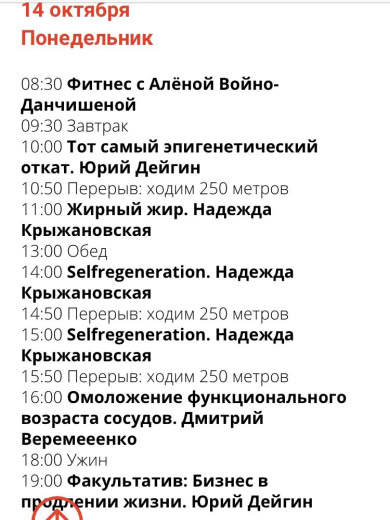 14 октября
Понедельник
08:30 Фитнес с Алёной Войно-
Данчишеной
09:30 Завтрак
10:00 Тот самый эпигенетический
откат. Юрий Дейгин
10:50 Перерыв: ходим 250 метров
11:00 Жирный жир. Надежда
Крыжановская
13:00 Обед
14:00 Selfregeneration. Надежда
Крыжановская
14:50 Перерыв: ходим 250 метров
15:00 Selfregeneration. Надежда
Крыжановская
15:50 Перерыв: ходим 250 метров
16:00 Омоложение функционального
возраста сосудов. Дмитрий
Веремееенко
18:00 Ужин
19:00 Факультатив: Бизнес в
продлении жизни. Юрий Дейгин